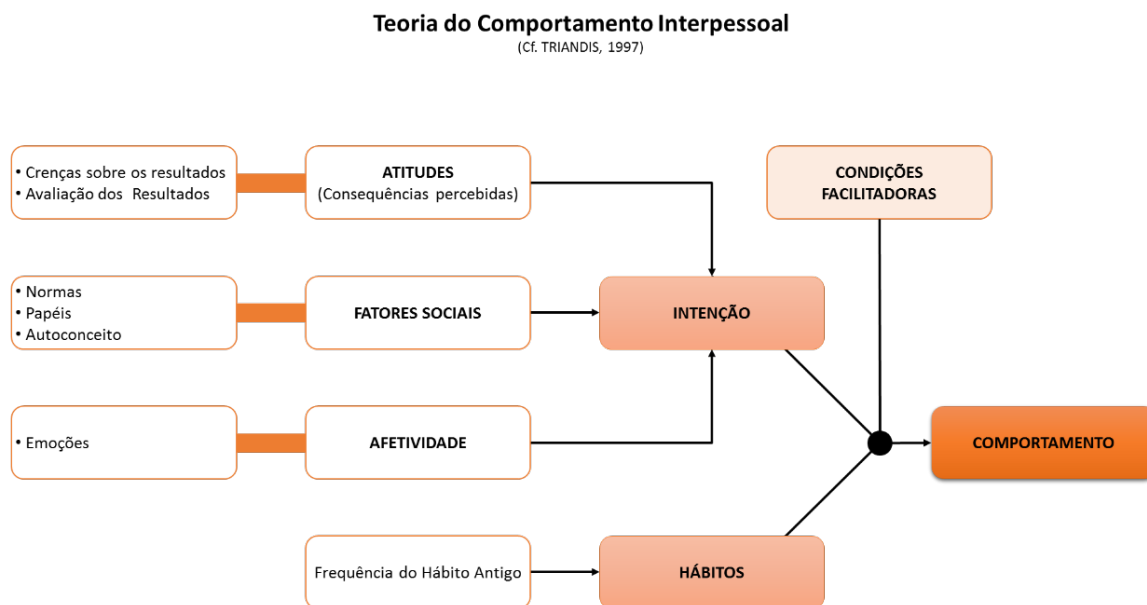 Teoria do Comportamento Interpessoal
(Cf. TRIANDIS, 1997)
• Crenças sobre os resultados
• Avaliação dos Resultados
ATITUDES
(Consequências percebidas)
CONDIÇÕES
FACILITADORAS
• Normas
• Papéis
• Autoconceito
FATORES SOCIAIS
INTENÇÃO
• Emoções
AFETIVIDADE
COMPORTAMENTO
Frequência do Hábito Antigo
HÁBITOS